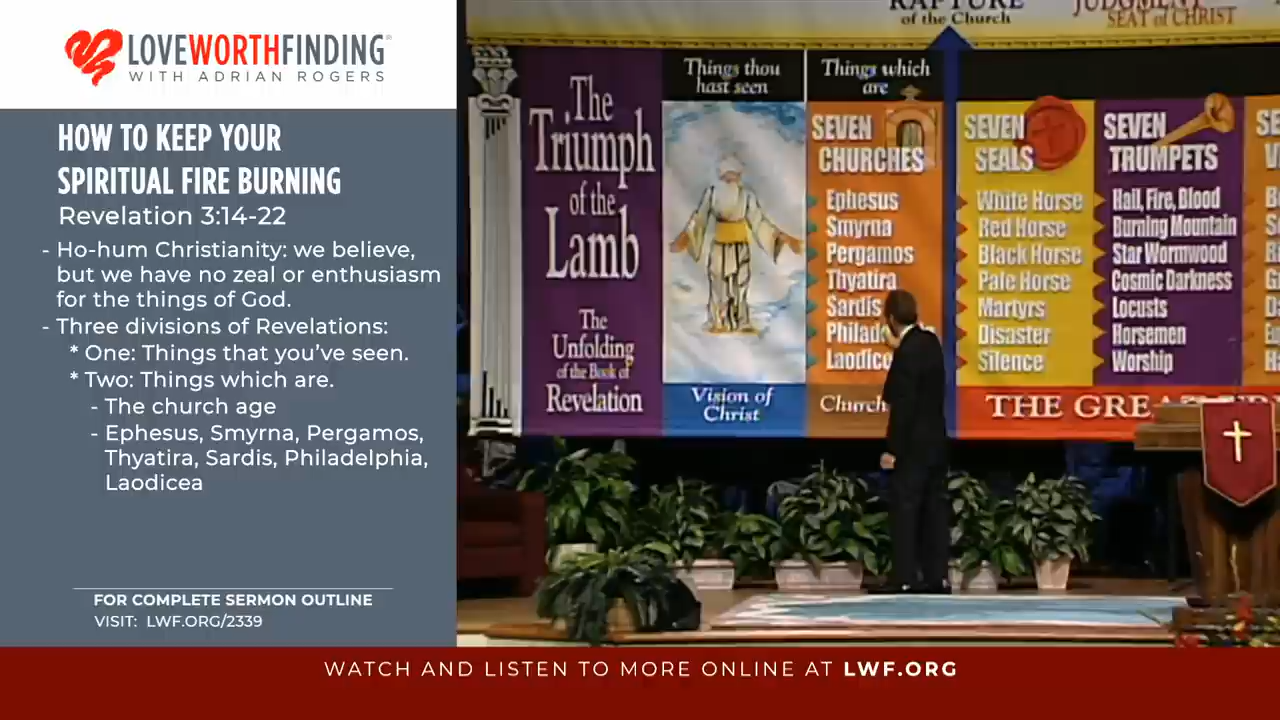 LOVEWORTHFINDING
WITH ADRIAN ROGERS
HOW TO KEEP YOUR
SPIRITUAL FIRE BURNING
Revelation 3:14-22
- Ho-hum Christianity: we believe,
but we have no zeal or enthusiasm
for the things of God.
- Three divisions of Revelations:
* One: Things that you've seen.
* Two: Things which are.
- The church age
- Ephesus, Smyrna, Pergamos,
Thyatira, Sardis, Philadelphia,
Laodicea
FOR COMPLETE SERMON OUTLINE
VISIT: LWF.ORG/2339
RAPTURE
of the Church
JUDGMENT
SEAT of CHRIST
The
Triumph
of the
Lamb
The
Unfolding
of the Book of
Revelation
Things thou
hast seen
Vision of
Christ
Things which
are
SEVEN
CHURCHES
Ephesus
Smyrna
Pergamos
Thyatira
Sardis
Philade
Laodice
Church
SEVEN
SEALS
White Horse
Red Horse
Black Horse
Pale Horse
Martyrs
Disaster
Silence
SEVEN
TRUMPETS
Hail, Fire, Blood
Burning Mountain
Star Wormwood
Cosmic Darkness
Locusts
Horsemen
Worship
THE GREA
WATCH AND LISTEN TO MORE ONLINE AT LWF.ORG